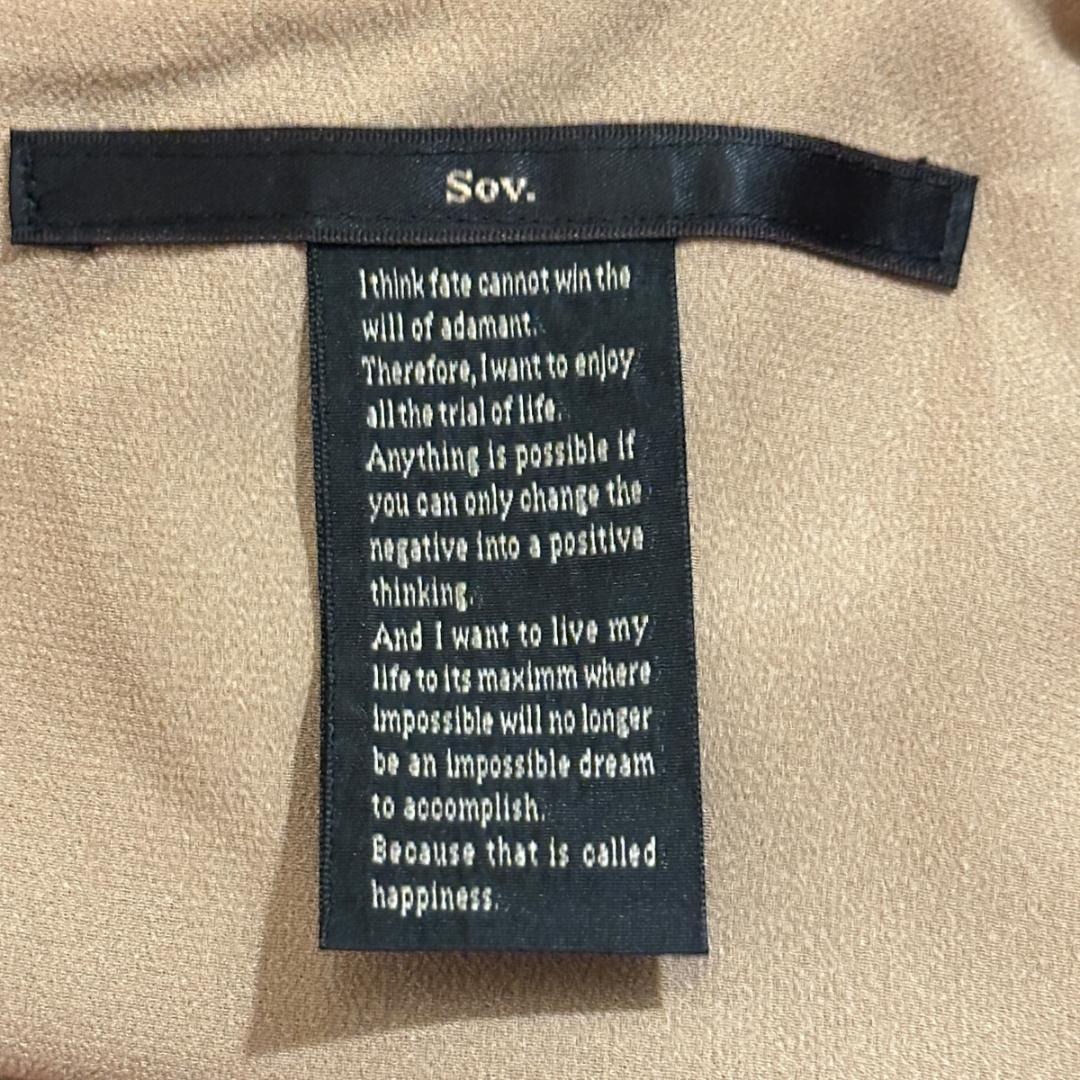 Sov.
I think fate cannot win the
will of adamant.
Therefore, I want to enjoy
all the trial of life.
Anything is possible if
you can only change the
negative into a positive
thinking.
And I want to live my
life to its maximm where
impossible will no longer
be an impossible dream
to accomplish.
Because that is called
happiness.